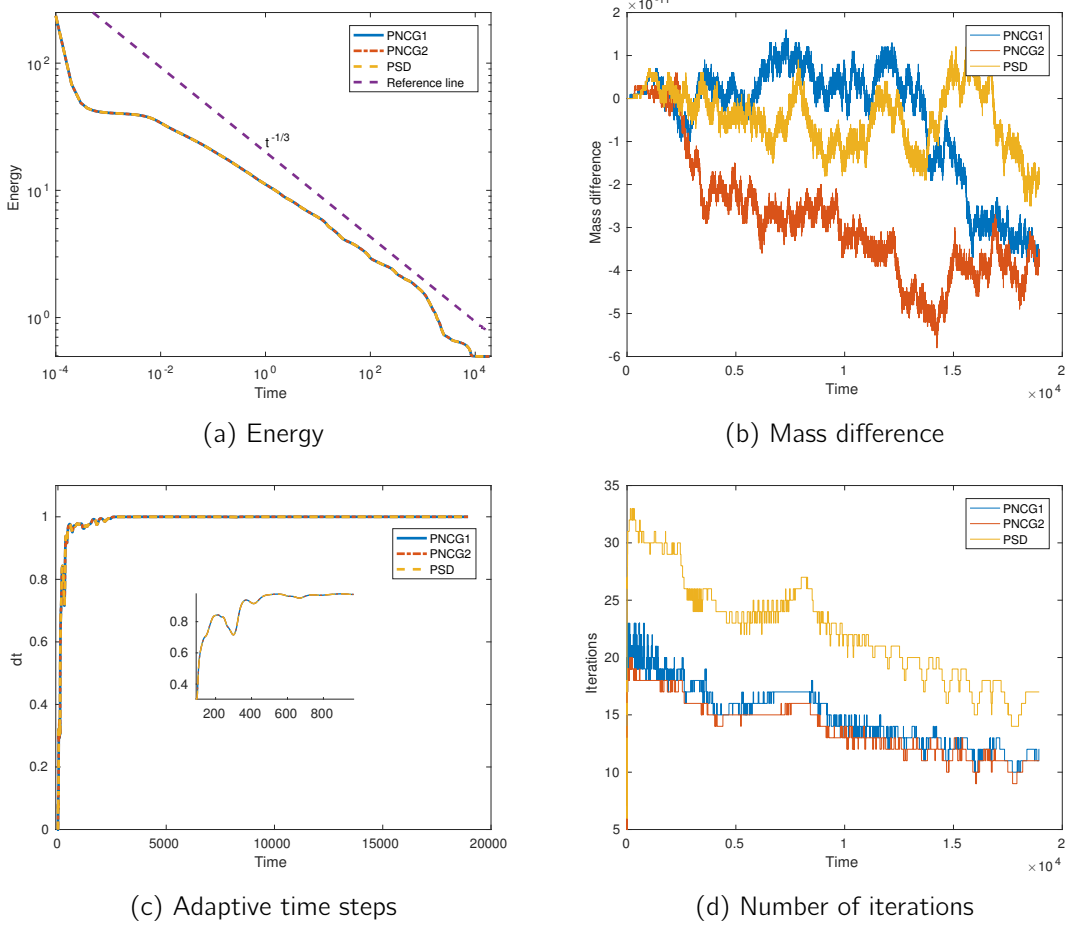 PNCG1
PNCG2
PSD
Reference line
t^{-1/3}
10^2
10^1
10^0
Energy
10^{-4} 10^{-2} 10^0 10^2 10^4
Time
(a) Energy
2
1
0
-1
-2
-3
-4
-5
-6
Mass difference
PNCG1
PNCG2
PSD
0 0.5 1 1.5 2
Time
×10^4
(b) Mass difference
1
0.8
0.6
0.4
0.2
0
dt
PNCG1
PNCG2
PSD
0.8
0.6
0.4
200 400 600 800
0 5000 10000 15000 20000
Time
(c) Adaptive time steps
35
30
25
20
15
10
5
Iterations
PNCG1
PNCG2
PSD
0 0.5 1 1.5 2
Time
×10^4
(d) Number of iterations